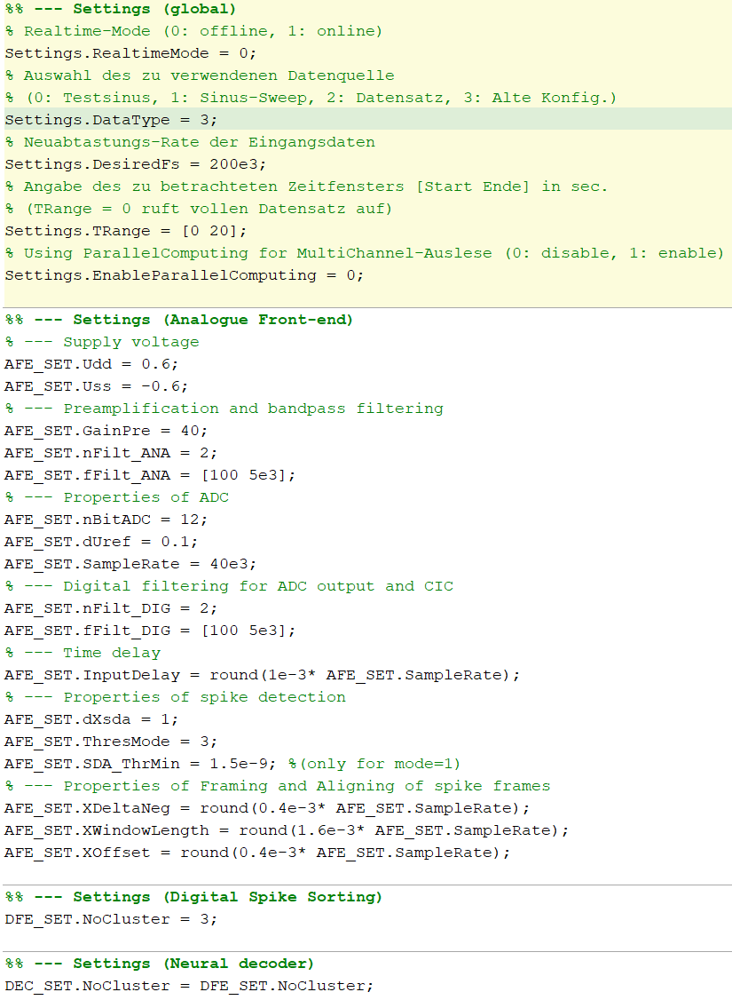 %% --- Settings (global)
% Realtime-Mode (0: offline, 1: online)
Settings.RealtimeMode = 0;
% Auswahl des zu verwendenen Datenquelle
% (0: Testsinus, 1: Sinus-Sweep, 2: Datensatz, 3: Alte Konfig.)
Settings.DataType = 3;
% Neuabtastungs-Rate der Eingangsdaten
Settings.DesiredFs = 200e3;
% Angabe des zu betrachteten Zeitfensters [Start Ende] in sec.
% (TRange = 0 ruft vollen Datensatz auf)
Settings.TRange = [0 20];
% Using ParallelComputing for MultiChannel-Auslese (0: disable, 1: enable)
Settings.EnableParallelComputing = 0;
%% --- Settings (Analogue Front-end)
% --- Supply voltage
AFE_SET.Udd = 0.6;
AFE_SET.Uss = -0.6;
% --- Preamplification and bandpass filtering
AFE_SET.GainPre = 40;
AFE_SET.nFilt_ANA = 2;
AFE_SET.fFilt_ANA = [100 5e3];
% --- Properties of ADC
AFE_SET.nBitADC = 12;
AFE_SET.dUref = 0.1;
AFE_SET.SampleRate = 40e3;
% --- Digital filtering for ADC output and CIC
AFE_SET.nFilt_DIG = 2;
AFE_SET.fFilt_DIG = [100 5e3];
% --- Time delay
AFE_SET.InputDelay = round(1e-3* AFE_SET.SampleRate);
% --- Properties of spike detection
AFE_SET.dXsda = 1;
AFE_SET.ThresMode = 3;
AFE_SET.SDA_ThrMin = 1.5e-9; %(only for mode=1)
% --- Properties of Framing and Aligning of spike frames
AFE_SET.XDeltaNeg = round(0.4e-3* AFE_SET.SampleRate);
AFE_SET.XWindowLength = round(1.6e-3* AFE_SET.SampleRate);
AFE_SET.XOffset = round(0.4e-3* AFE_SET.SampleRate);
%% --- Settings (Digital Spike Sorting)
DFE_SET.NoCluster = 3;
%% --- Settings (Neural decoder)
DEC_SET.NoCluster = DFE_SET.NoCluster;